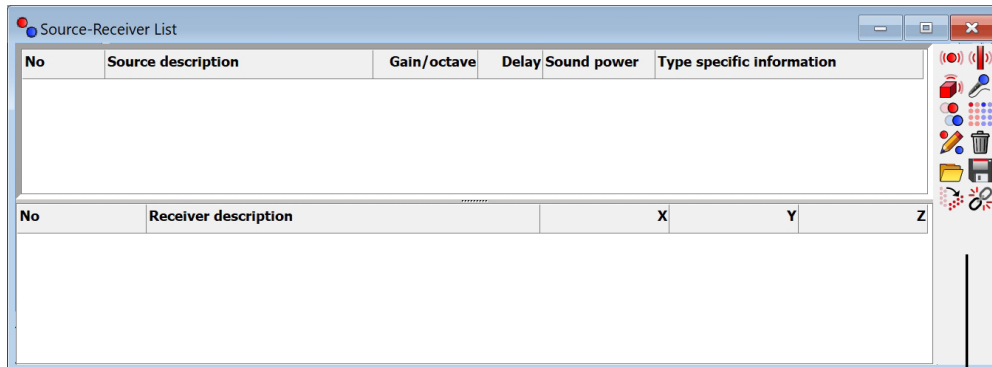 Source-Receiver List
No Source description Gain/octave Delay Sound power Type specific information
No Receiver description X Y Z